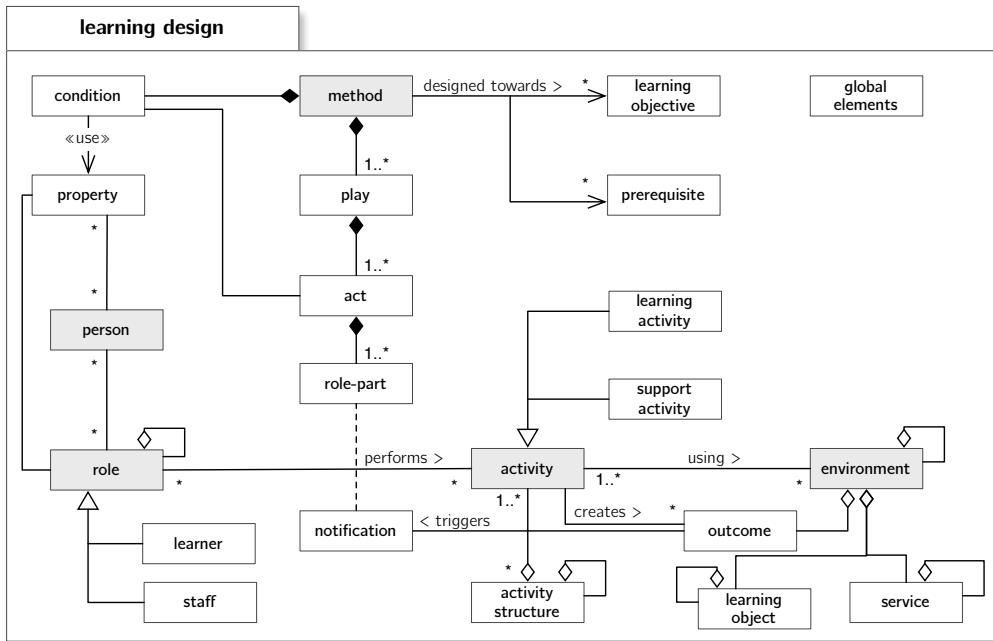 learning design
condition
method
designed towards >
*
learning
objective
global
elements
«use»
1..*
*
property
play
prerequisite
*
1..*
act
learning
activity
*
person
*
1..*
role-part
support
activity
*
role
performs >
activity
using >
environment
*
*
1..*
1..*
*
notification
< triggers
creates >
*
outcome
learner
*
staff
activity
structure
learning
object
service